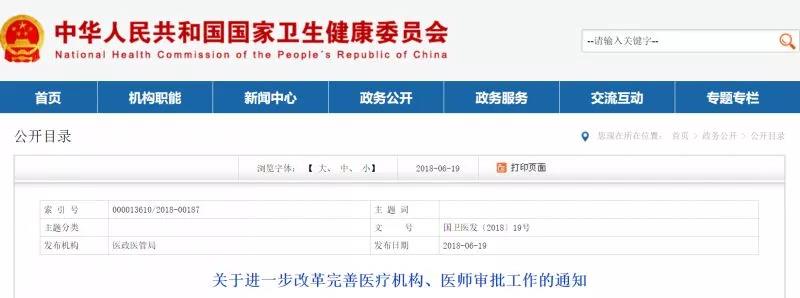 中华人民共和国国家卫生健康委员会
National Health Commission of the People's Republic of China
--请输入关键字--
首页 机构职能 新闻中心 政务公开 政务服务 交流互动 专题专栏
公开目录 您现在所在位置: 首页 > 政务公开 > 公开目录
浏览字体: 【 大、 中、 小】 2018-06-19 打印页面
索 引 号 000013610/2018-00187 主 题 词
主题分类 文 号 国卫医发〔2018〕19号
发布机构 医政医管局 发布日期 2018-06-19
关于进一步改革完善医疗机构、医师审批工作的通知